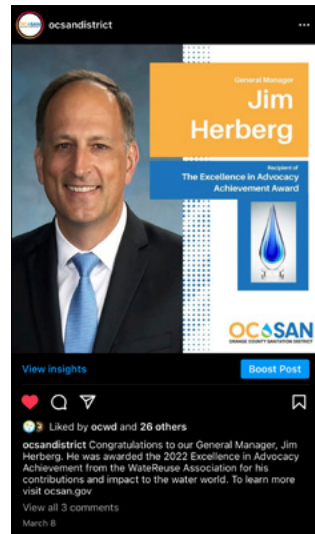 ocsandistrict
General Manager
Jim
Herberg
Recipient of
The Excellence in Advocacy
Achievement Award
OC SAN
ORANGE COUNTY SANITATION DISTRICT
View insights
Boost Post
Liked by ocwd and 26 others
ocsandistrict Congratulations to our General Manager, Jim
Herberg. He was awarded the 2022 Excellence in Advocacy
Achievement from the WateReuse Association for his
contributions and impact to the water world. To learn more
visit ocsan.gov
View all 3 comments
March 8